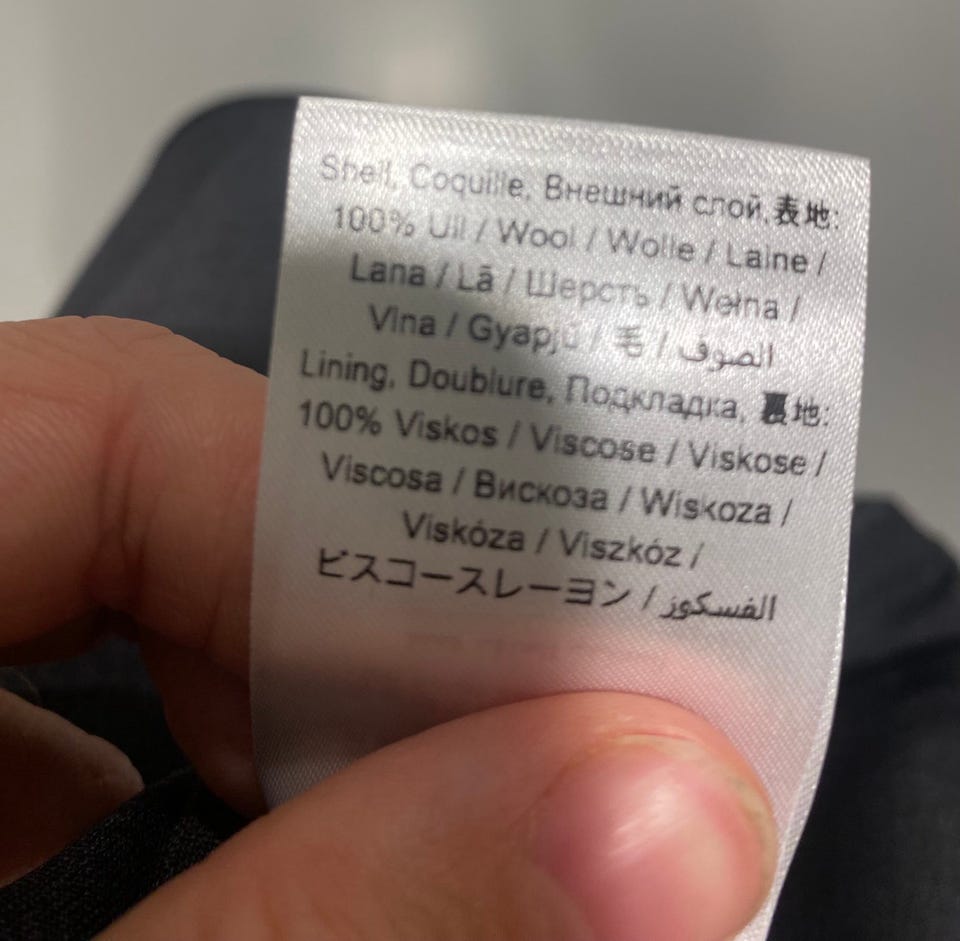 Shell, Coquille, Внешний слой, 表地:
100% Ull / Wool / Wolle / Laine /
Lana / Lã / Шерсть / Wełna /
Vlna / Gyapjú / 毛 / الصوف
Lining, Doublure, Подкладка, 裏地:
100% Viskos / Viscose / Viskose /
Viscosa / Вискоза / Wiskoza /
Viskóza / Viszkóz /
ビスコースレーヨン / الفسكوز